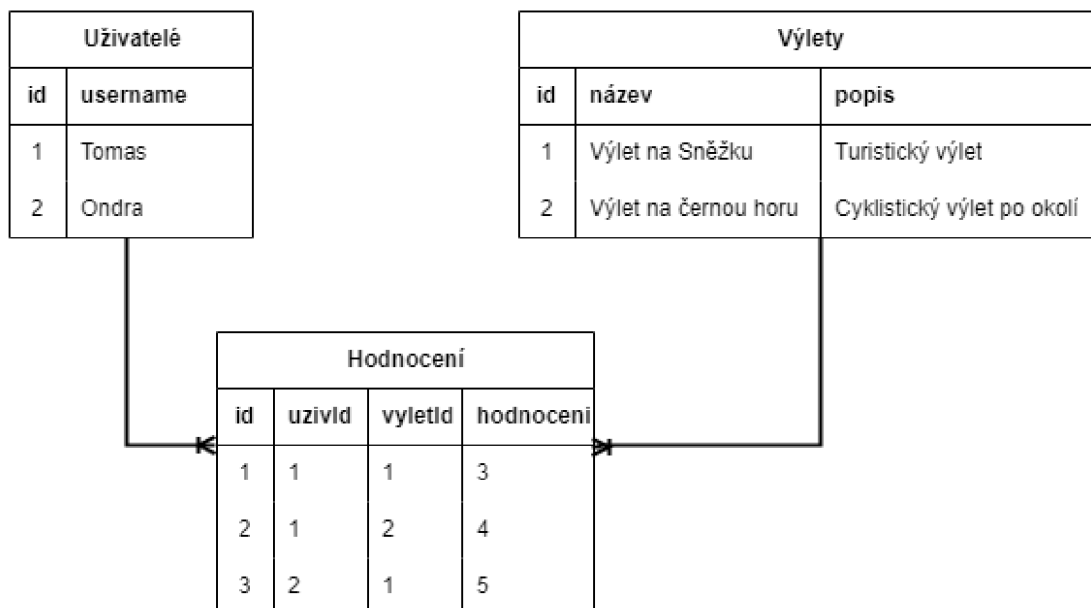 Uživatelé
id username
1 Tomas
2 Ondra
Výlety
id název popis
1 Výlet na Sněžku Turistický výlet
2 Výlet na černou horu Cyklistický výlet po okolí
Hodnocení
id uzivId vyletId hodnoceni
1 1 1 3
2 1 2 4
3 2 1 5